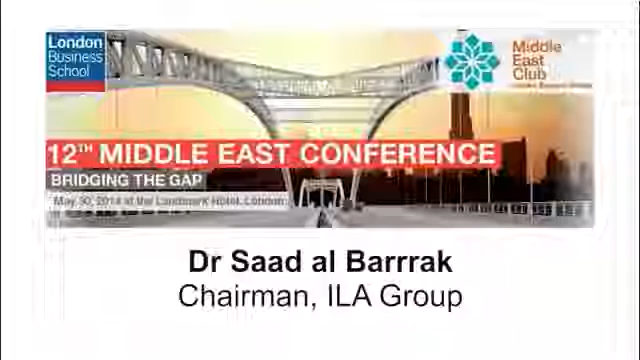 London
Business
School
Middle
East
Club
12TH MIDDLE EAST CONFERENCE
BRIDGING THE GAP
May 30, 2014 at the Landmark Hotel, London
Dr Saad al Barrrak
Chairman, ILA Group